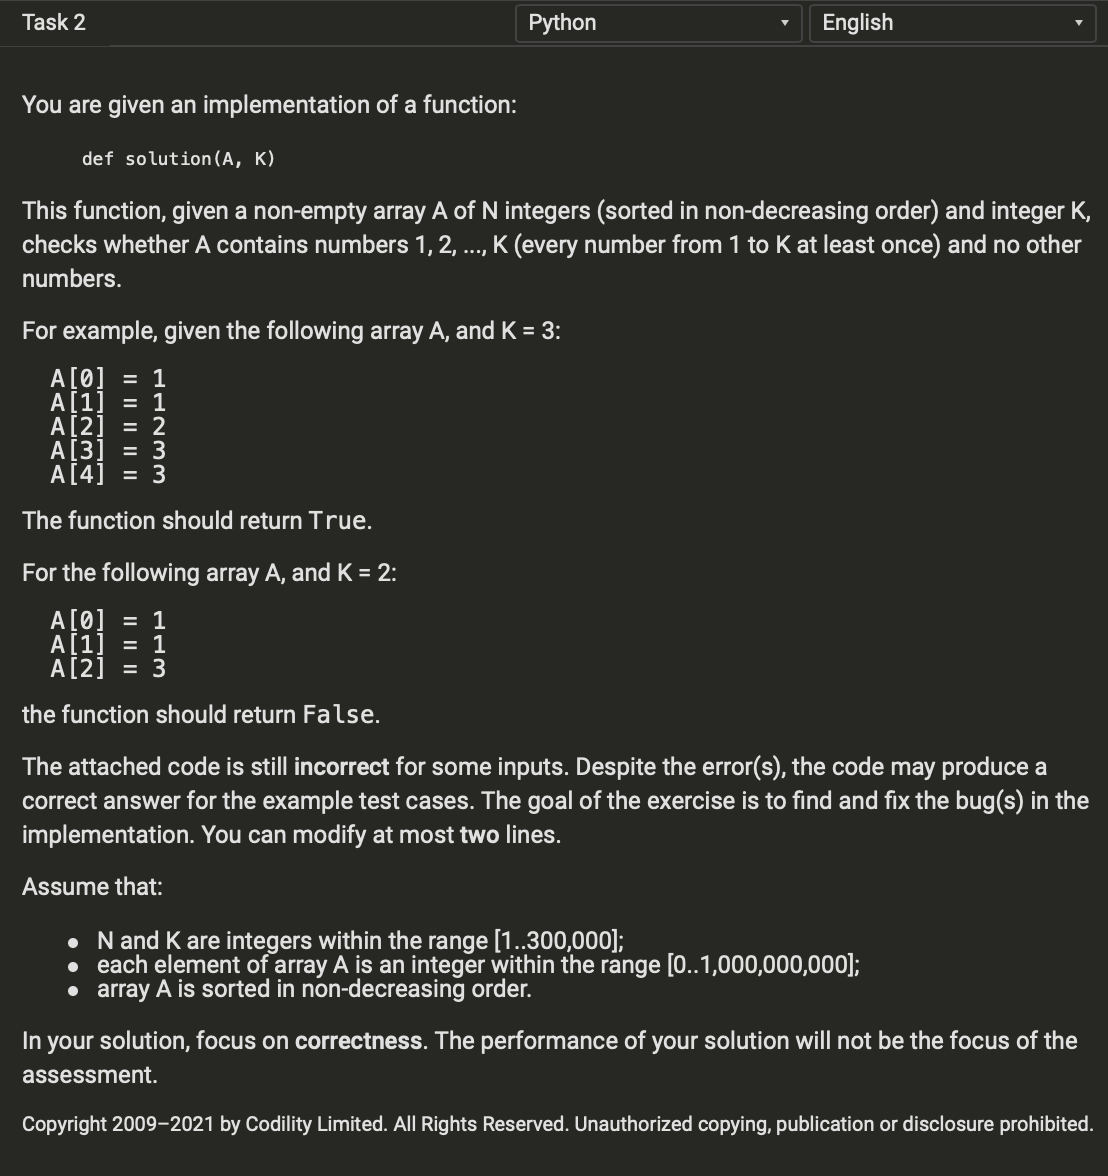 Task 2
Python
English
You are given an implementation of a function:
def solution(A, K)
This function, given a non-empty array A of N integers (sorted in non-decreasing order) and integer K,
checks whether A contains numbers 1, 2, ..., K (every number from 1 to K at least once) and no other
numbers.
For example, given the following array A, and K = 3:
A[0] = 1
A[1] = 1
A[2] = 2
A[3] = 3
A[4] = 3
The function should return True.
For the following array A, and K = 2:
A[0] = 1
A[1] = 1
A[2] = 3
the function should return False.
The attached code is still incorrect for some inputs. Despite the error(s), the code may produce a
correct answer for the example test cases. The goal of the exercise is to find and fix the bug(s) in the
implementation. You can modify at most two lines.
Assume that:
• N and K are integers within the range [1..300,000];
• each element of array A is an integer within the range [0..1,000,000,000];
• array A is sorted in non-decreasing order.
In your solution, focus on correctness. The performance of your solution will not be the focus of the
assessment.
Copyright 2009–2021 by Codility Limited. All Rights Reserved. Unauthorized copying, publication or disclosure prohibited.